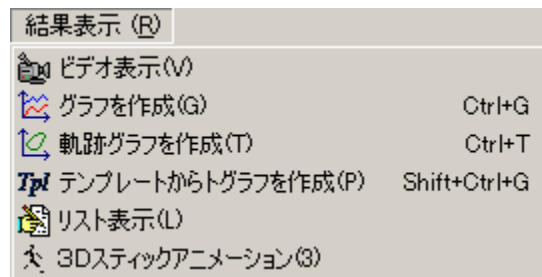 結果表示 (R)
ビデオ表示(V)
グラフを作成(G) Ctrl+G
軌跡グラフを作成(T) Ctrl+T
Tpl テンプレートからトグラフを作成(P) Shift+Ctrl+G
リスト表示(L)
3Dスティックアニメーション(3)